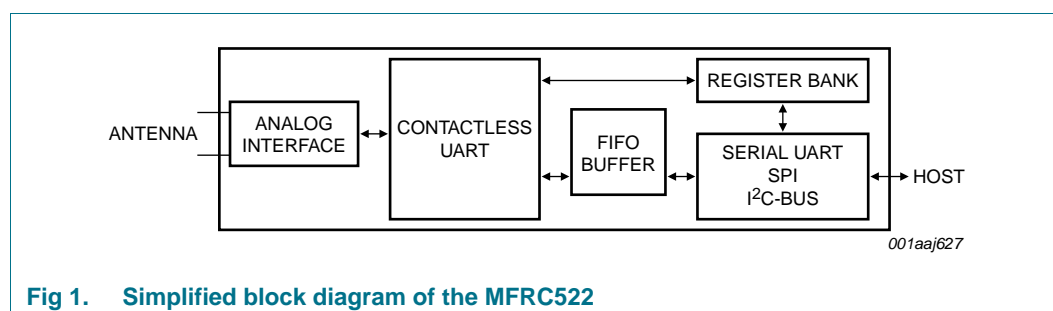 ANTENNA
ANALOG
INTERFACE
CONTACTLESS
UART
FIFO
BUFFER
REGISTER BANK
SERIAL UART
SPI
I²C-BUS
HOST
001aaj627
Fig 1. Simplified block diagram of the MFRC522